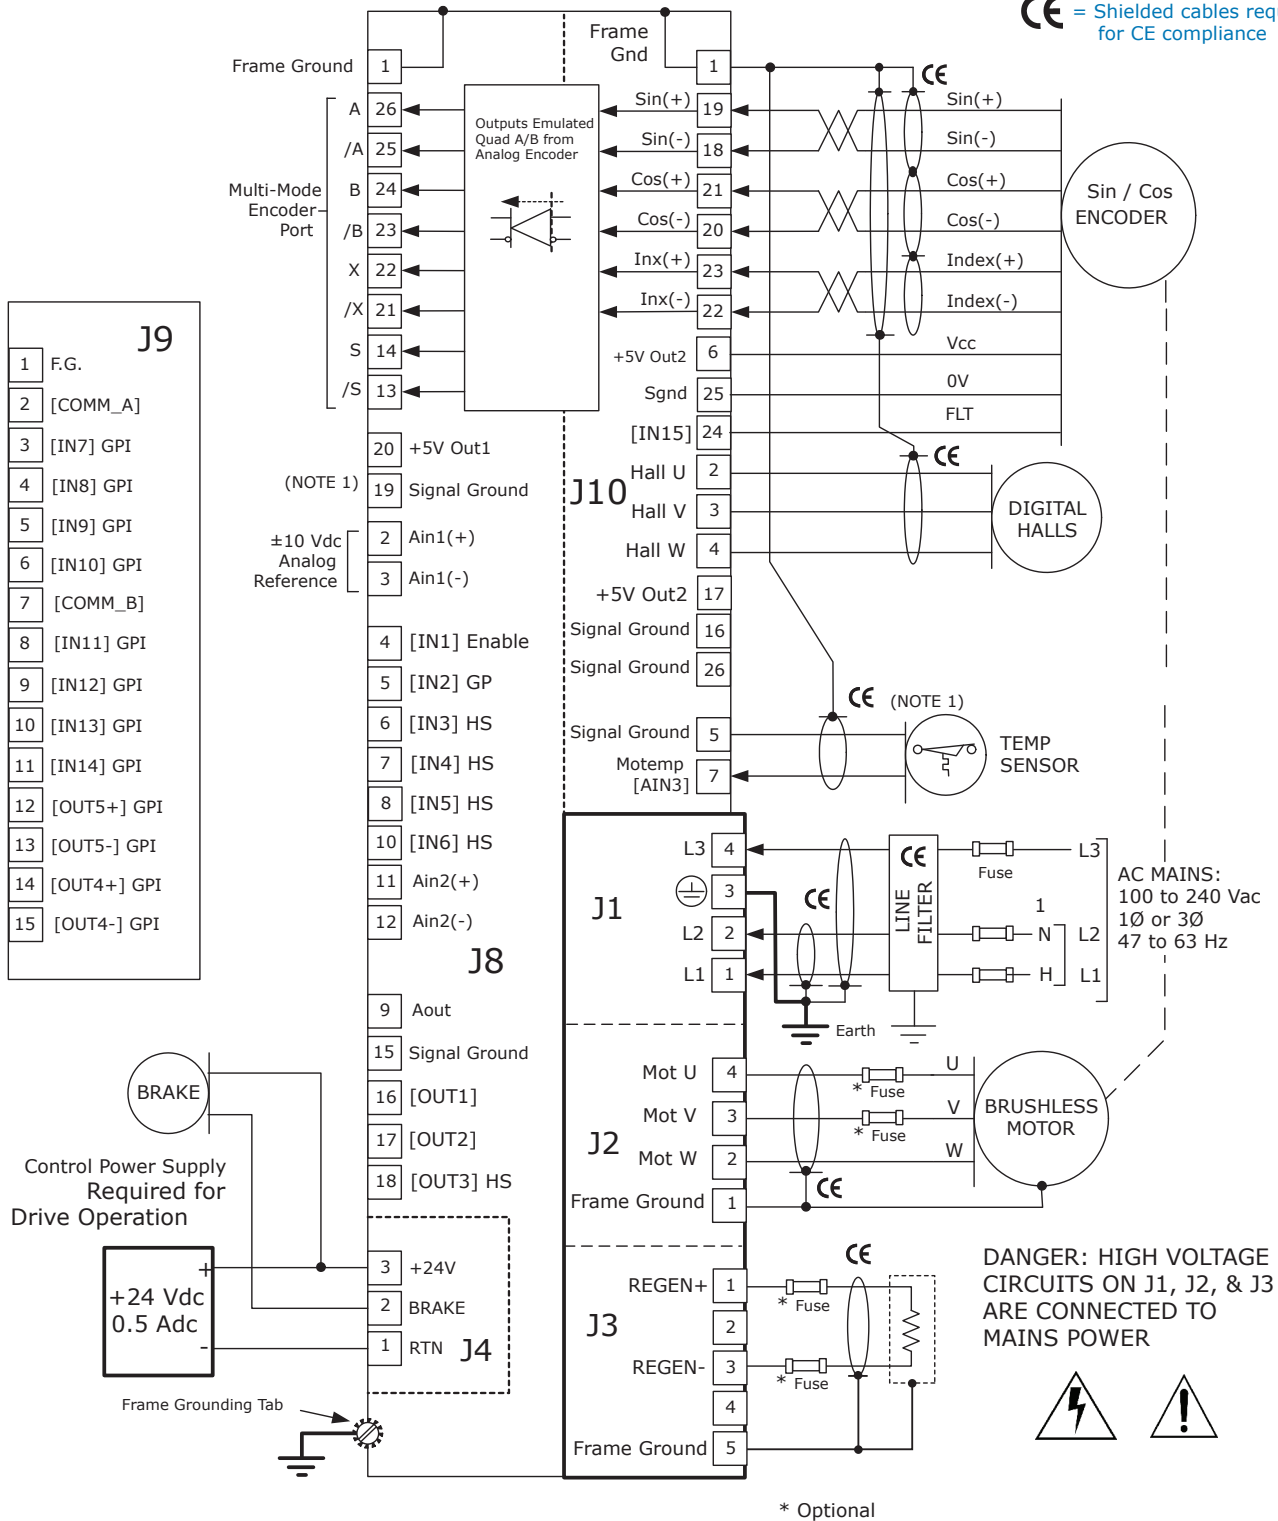 CE = Shielded cables req
for CE compliance
Frame Ground 1
Frame
Gnd 1
CE
Multi-Mode
Encoder
Port
A 26
/A 25
B 24
/B 23
X 22
/X 21
S 14
/S 13
Outputs Emulated
Quad A/B from
Analog Encoder
Sin(+) 19 Sin(+)
Sin(-) 18 Sin(-)
Cos(+) 21 Cos(+)
Cos(-) 20 Cos(-)
Inx(+) 23 Index(+)
Inx(-) 22 Index(-)
+5V Out2 6 Vcc
Sgnd 25 0V
[IN15] 24 FLT
Sin / Cos
ENCODER
J9
1 F.G.
2 [COMM_A]
3 [IN7] GPI
4 [IN8] GPI
5 [IN9] GPI
6 [IN10] GPI
7 [COMM_B]
8 [IN11] GPI
9 [IN12] GPI
10 [IN13] GPI
11 [IN14] GPI
12 [OUT5+] GPI
13 [OUT5-] GPI
14 [OUT4+] GPI
15 [OUT4-] GPI
20 +5V Out1
(NOTE 1) 19 Signal Ground
±10 Vdc
Analog
Reference
2 Ain1(+)
3 Ain1(-)
4 [IN1] Enable
5 [IN2] GP
6 [IN3] HS
7 [IN4] HS
8 [IN5] HS
10 [IN6] HS
11 Ain2(+)
12 Ain2(-)
J8
9 Aout
15 Signal Ground
16 [OUT1]
17 [OUT2]
18 [OUT3] HS
J10
CE
Hall U 2
Hall V 3
Hall W 4
DIGITAL
HALLS
+5V Out2 17
Signal Ground 16
Signal Ground 26
CE (NOTE 1)
Signal Ground 5
Motemp
[AIN3] 7
TEMP
SENSOR
J1
L3 4
3
L2 2
L1 1
CE
CE
LINE
FILTER
Fuse
L3
1
N L2
H L1
AC MAINS:
100 to 240 Vac
1Ø or 3Ø
47 to 63 Hz
Earth
J2
Mot U 4
* Fuse
U
Mot V 3
* Fuse
V
Mot W 2
W
Frame Ground 1
CE
BRUSHLESS
MOTOR
BRAKE
Control Power Supply
Required for
Drive Operation
+
+24 Vdc
0.5 Adc
-
3 +24V
2 BRAKE
1 RTN
J4
Frame Grounding Tab
J3
CE
REGEN+ 1
* Fuse
2
REGEN- 3
* Fuse
4
Frame Ground 5
DANGER: HIGH VOLTAGE
CIRCUITS ON J1, J2, & J3
ARE CONNECTED TO
MAINS POWER
* Optional